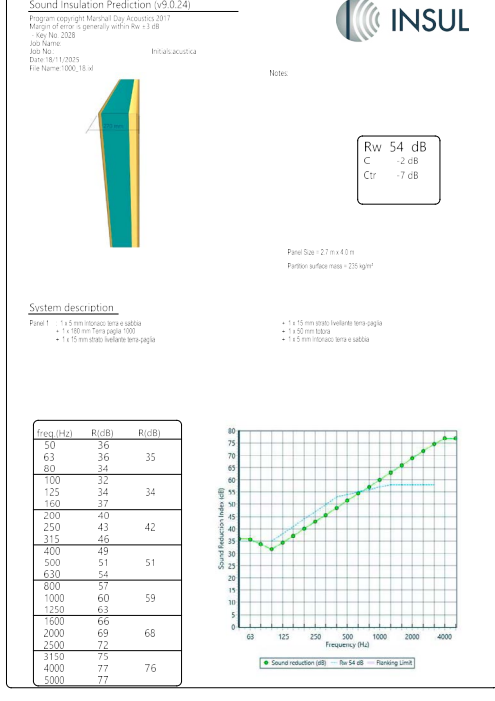 Sound Insulation Prediction (v9.0.24)
Program copyright Marshall Day Acoustics 2017
Margin of error is generally within Rw ±3 dB
- Key No. 2028
Job Name:
Job No.: Initials:acustica
Date:18/11/2025
File Name:1000_18.ixl
INSUL
Notes:
Rw 54 dB
C -2 dB
Ctr -7 dB
Panel Size = 2.7 m x 4.0 m
Partition surface mass = 235 kg/m²
System description
Panel 1 : 1 x 5 mm Intonaco terra e sabbia
+ 1 x 180 mm Terra paglia 1000
+ 1 x 15 mm strato livellante terra-paglia
+ 1 x 15 mm strato livellante terra-paglia
+ 1 x 50 mm totora
+ 1 x 5 mm Intonaco terra e sabbia
freq.(Hz) R(dB) R(dB)
50 36
63 36 35
80 34
100 32
125 34 34
160 37
200 40
250 43 42
315 46
400 49
500 51 51
630 54
800 57
1000 60 59
1250 63
1600 66
2000 69 68
2500 72
3150 75
4000 77 76
5000 77
Sound Reduction Index (dB)
80
75
70
65
60
55
50
45
40
35
30
25
20
15
10
5
0
63 125 250 500 1000 2000 4000
Frequency (Hz)
Sound reduction (dB) Rw 54 dB Flanking Limit